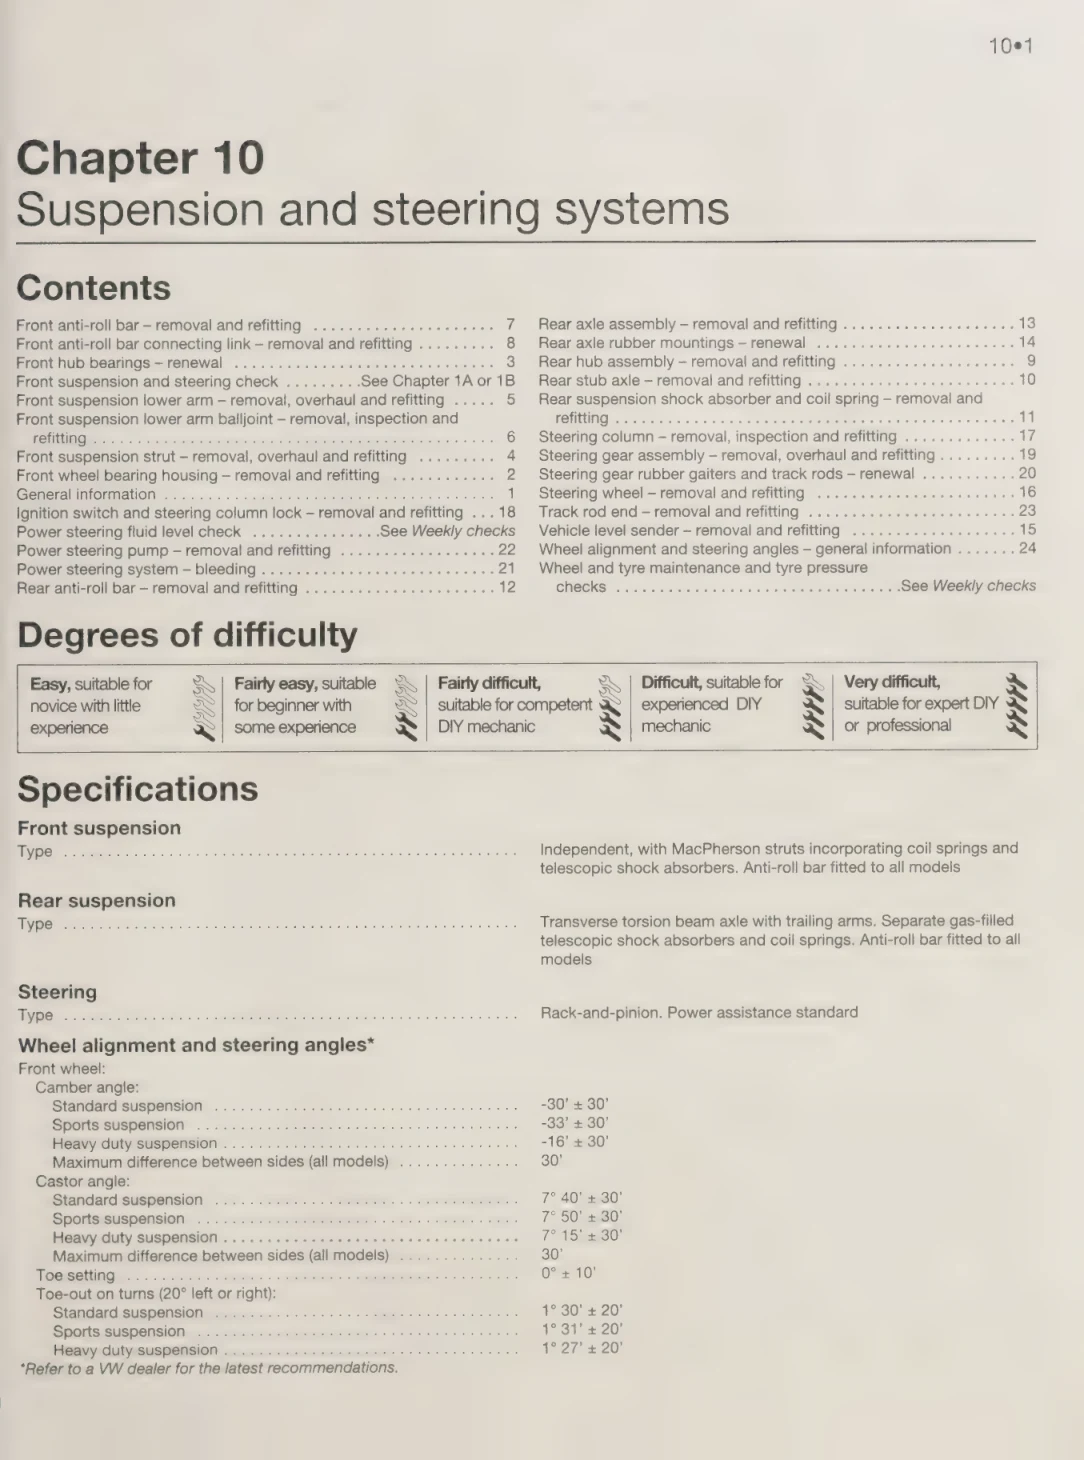 10•1
Chapter 10
Suspension and steering systems
Contents
Front anti-roll bar – removal and refitting ..................... 7
Front anti-roll bar connecting link – removal and refitting ......... 8
Front hub bearings – renewal .............................. 3
Front suspension and steering check .........See Chapter 1A or 1B
Front suspension lower arm – removal, overhaul and refitting ..... 5
Front suspension lower arm balljoint – removal, inspection and
refitting .............................................. 6
Front suspension strut – removal, overhaul and refitting ......... 4
Front wheel bearing housing – removal and refitting ............ 2
General information ...................................... 1
Ignition switch and steering column lock – removal and refitting ... 18
Power steering fluid level check ...............See Weekly checks
Power steering pump – removal and refitting .................. 22
Power steering system – bleeding ........................... 21
Rear anti-roll bar – removal and refitting ...................... 12
Rear axle assembly – removal and refitting .................... 13
Rear axle rubber mountings – renewal ....................... 14
Rear hub assembly – removal and refitting .................... 9
Rear stub axle – removal and refitting ........................ 10
Rear suspension shock absorber and coil spring – removal and
refitting .............................................. 11
Steering column – removal, inspection and refitting ............. 17
Steering gear assembly – removal, overhaul and refitting ......... 19
Steering gear rubber gaiters and track rods – renewal ........... 20
Steering wheel – removal and refitting ....................... 16
Track rod end – removal and refitting ........................ 23
Vehicle level sender – removal and refitting ................... 15
Wheel alignment and steering angles – general information ....... 24
Wheel and tyre maintenance and tyre pressure
checks .................................See Weekly checks
Degrees of difficulty
Easy, suitable for
novice with little
experience
Fairly easy, suitable
for beginner with
some experience
Fairly difficult,
suitable for competent
DIY mechanic
Difficult, suitable for
experienced DIY
mechanic
Very difficult,
suitable for expert DIY
or professional
Specifications
Front suspension
Type .................................................... Independent, with MacPherson struts incorporating coil springs and
telescopic shock absorbers. Anti-roll bar fitted to all models
Rear suspension
Type .................................................... Transverse torsion beam axle with trailing arms. Separate gas-filled
telescopic shock absorbers and coil springs. Anti-roll bar fitted to all
models
Steering
Type .................................................... Rack-and-pinion. Power assistance standard
Wheel alignment and steering angles*
Front wheel:
Camber angle:
Standard suspension ................................... -30' ± 30'
Sports suspension ..................................... -33' ± 30'
Heavy duty suspension .................................. -16' ± 30'
Maximum difference between sides (all models) .............. 30'
Castor angle:
Standard suspension ................................... 7° 40' ± 30'
Sports suspension ..................................... 7° 50' ± 30'
Heavy duty suspension .................................. 7° 15' ± 30'
Maximum difference between sides (all models) .............. 30'
Toe setting ............................................. 0° ± 10'
Toe-out on turns (20° left or right):
Standard suspension ................................... 1° 30' ± 20'
Sports suspension ..................................... 1° 31' ± 20'
Heavy duty suspension .................................. 1° 27' ± 20'
*Refer to a VW dealer for the latest recommendations.